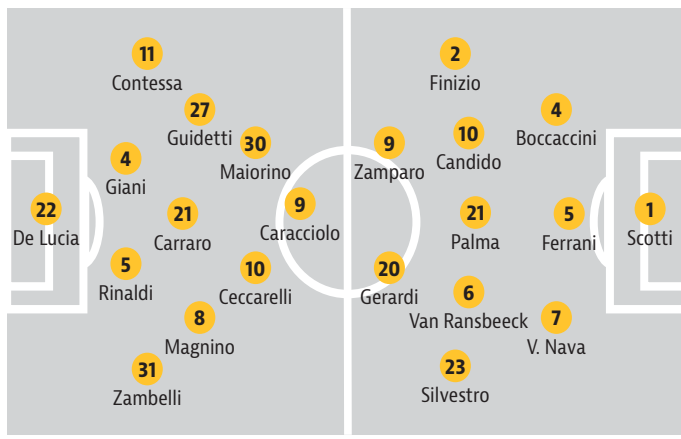 11
Contessa
27
Guidetti
30
Maiorino
4
Giani
22
De Lucia
21
Carraro
9
Caracciolo
5
Rinaldi
10
Ceccarelli
8
Magnino
31
Zambelli
2
Finizio
4
Boccaccini
10
Candido
9
Zamparo
21
Palma
5
Ferrani
1
Scotti
20
Gerardi
6
Van Ransbeeck
7
V. Nava
23
Silvestro